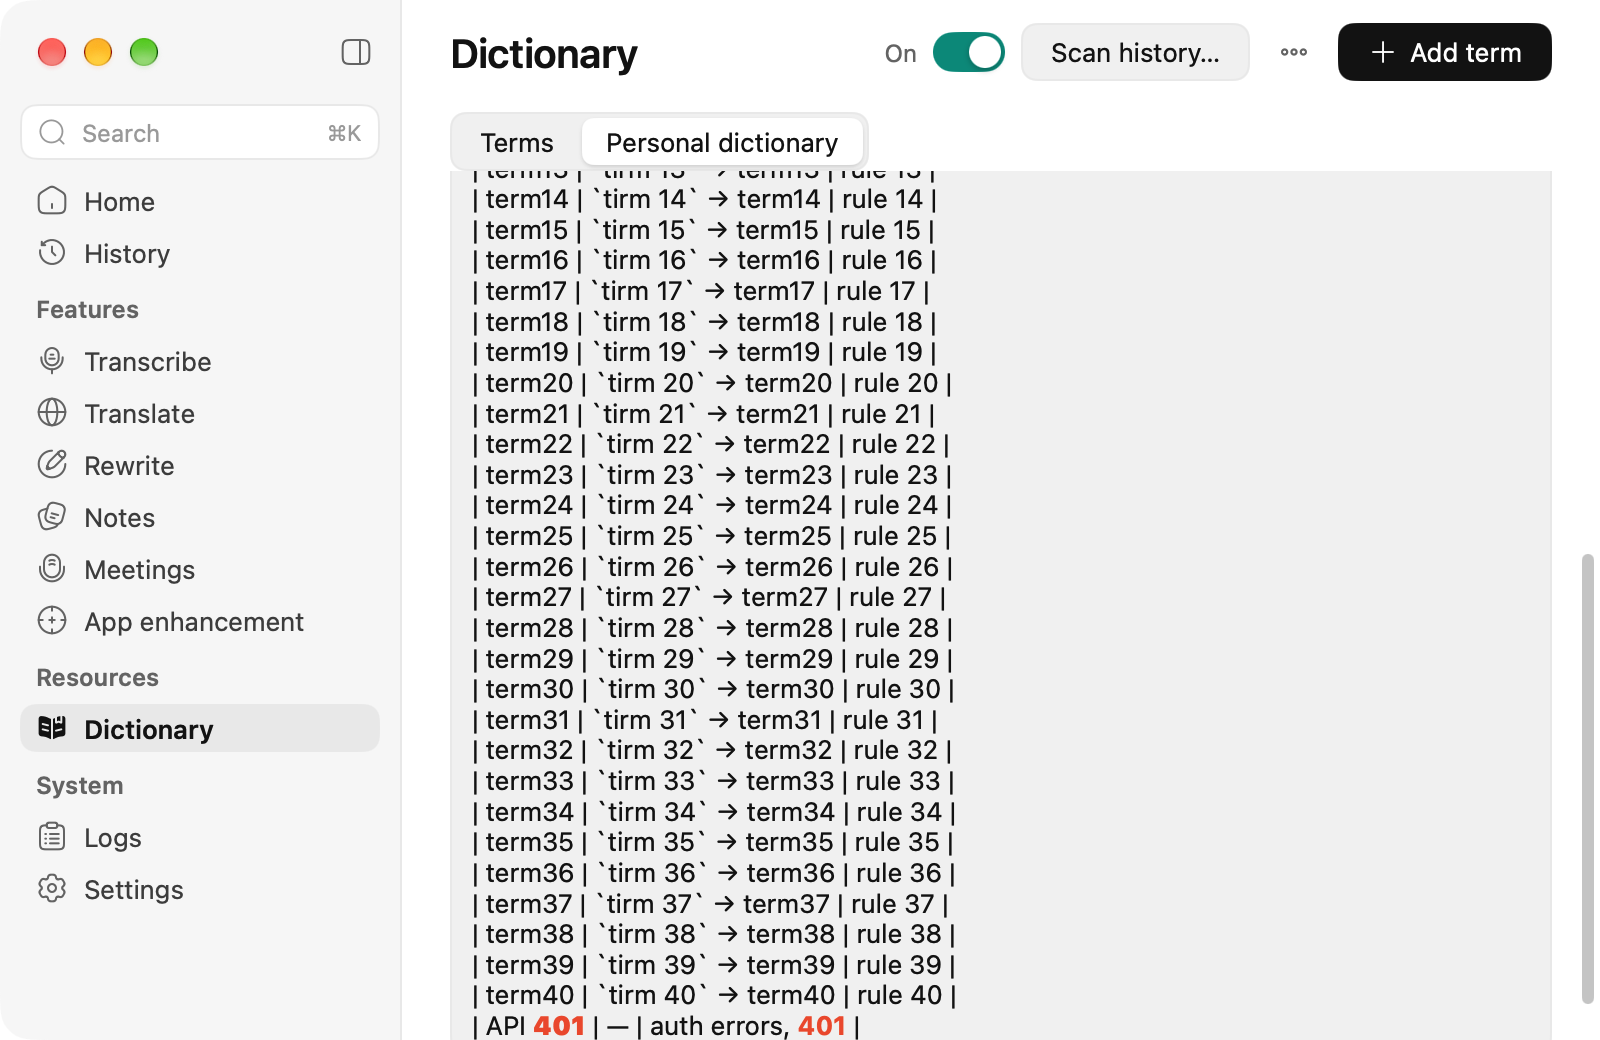 Search ⌘K
Home
History
Features
Transcribe
Translate
Rewrite
Notes
Meetings
App enhancement
Resources
Dictionary
System
Logs
Settings
Dictionary
On
Scan history...
Add term
Terms
Personal dictionary
| term13 | `tirm 13` → term13 | rule 13 |
| term14 | `tirm 14` → term14 | rule 14 |
| term15 | `tirm 15` → term15 | rule 15 |
| term16 | `tirm 16` → term16 | rule 16 |
| term17 | `tirm 17` → term17 | rule 17 |
| term18 | `tirm 18` → term18 | rule 18 |
| term19 | `tirm 19` → term19 | rule 19 |
| term20 | `tirm 20` → term20 | rule 20 |
| term21 | `tirm 21` → term21 | rule 21 |
| term22 | `tirm 22` → term22 | rule 22 |
| term23 | `tirm 23` → term23 | rule 23 |
| term24 | `tirm 24` → term24 | rule 24 |
| term25 | `tirm 25` → term25 | rule 25 |
| term26 | `tirm 26` → term26 | rule 26 |
| term27 | `tirm 27` → term27 | rule 27 |
| term28 | `tirm 28` → term28 | rule 28 |
| term29 | `tirm 29` → term29 | rule 29 |
| term30 | `tirm 30` → term30 | rule 30 |
| term31 | `tirm 31` → term31 | rule 31 |
| term32 | `tirm 32` → term32 | rule 32 |
| term33 | `tirm 33` → term33 | rule 33 |
| term34 | `tirm 34` → term34 | rule 34 |
| term35 | `tirm 35` → term35 | rule 35 |
| term36 | `tirm 36` → term36 | rule 36 |
| term37 | `tirm 37` → term37 | rule 37 |
| term38 | `tirm 38` → term38 | rule 38 |
| term39 | `tirm 39` → term39 | rule 39 |
| term40 | `tirm 40` → term40 | rule 40 |
| API 401 | — | auth errors, 401 |